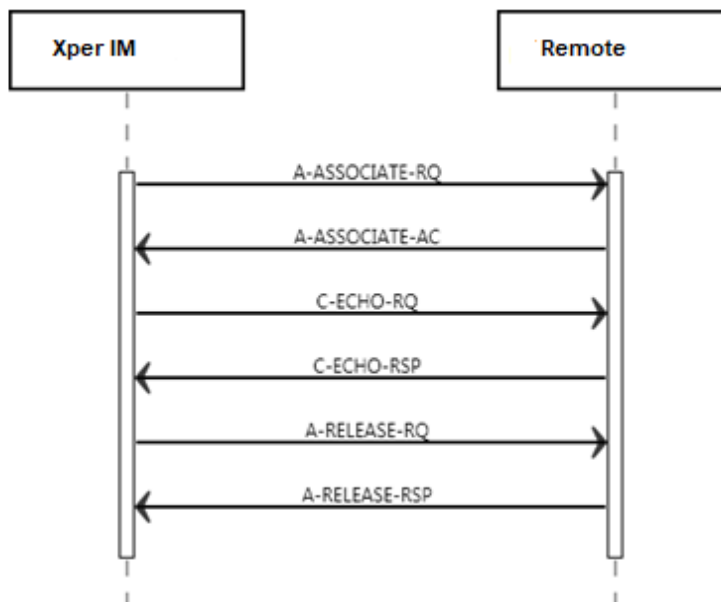 Xper IM
Remote
A-ASSOCIATE-RQ
A-ASSOCIATE-AC
C-ECHO-RQ
C-ECHO-RSP
A-RELEASE-RQ
A-RELEASE-RSP